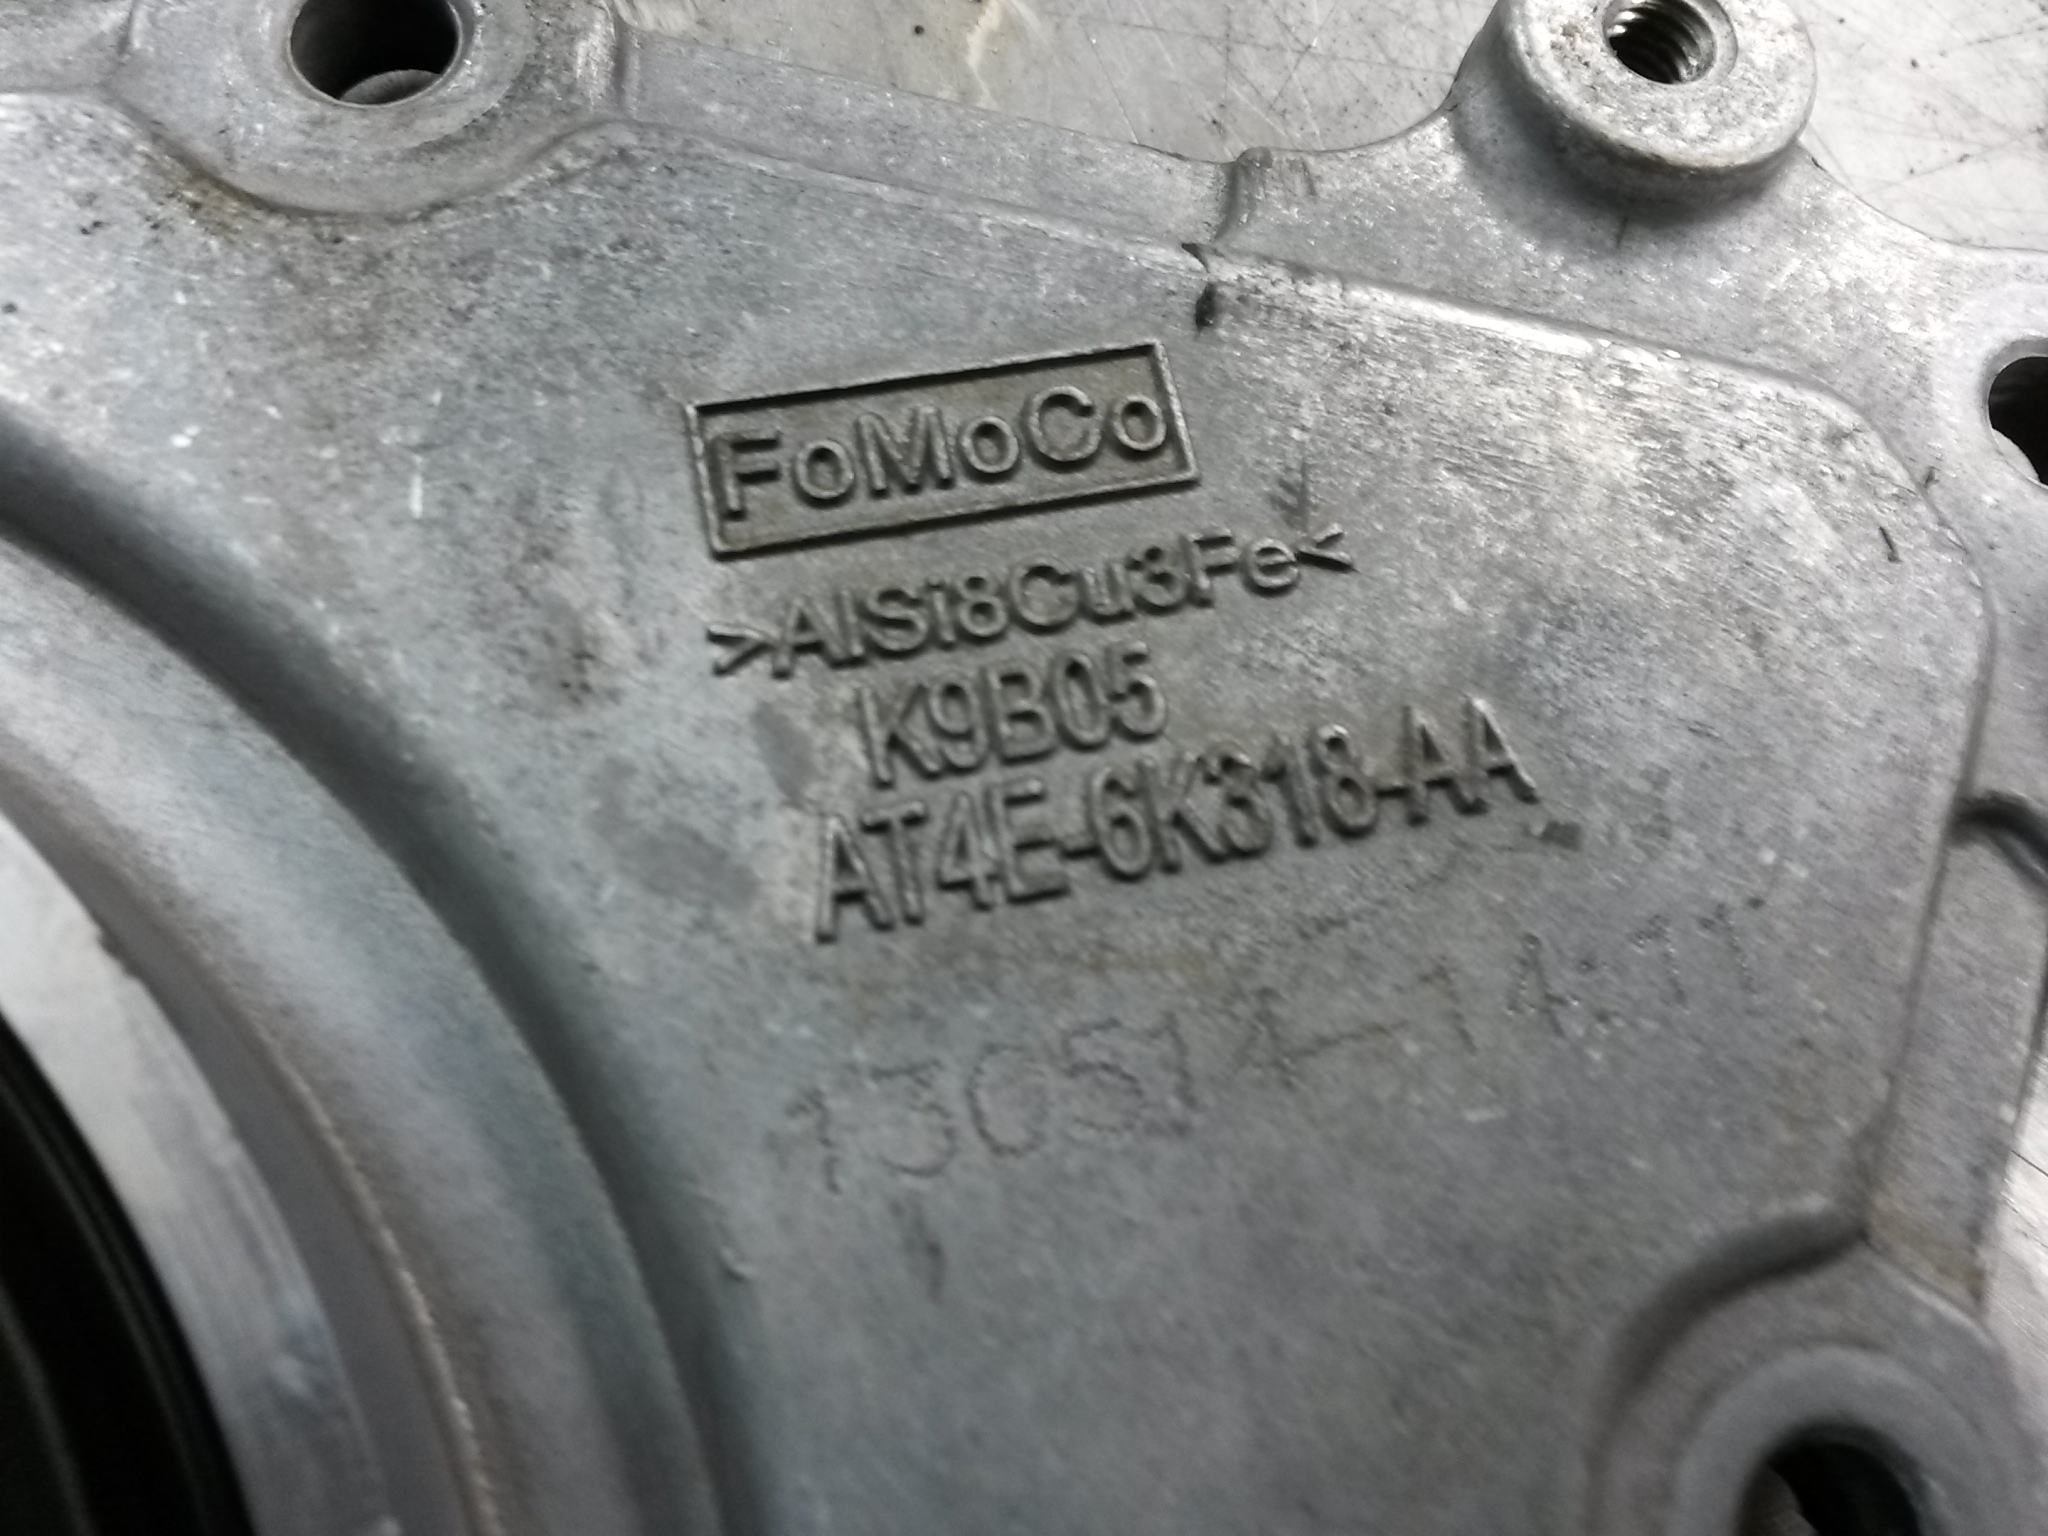 FoMoCo
>AlSi8Cu3Fe<
K9B05
AT4E-6K318-AA